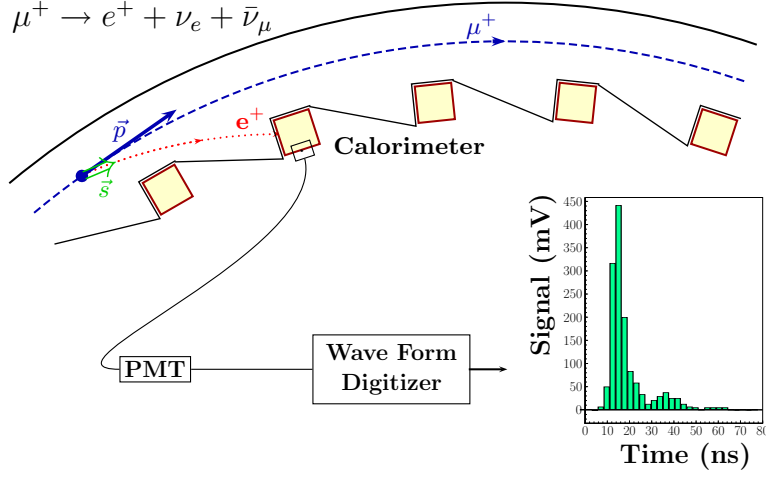 μ⁺ → e⁺ + ν_e + ν̄_μ
μ⁺
p⃗
e⁺
s⃗
Calorimeter
PMT
Wave Form
Digitizer
Signal (mV)
450
400
350
300
250
200
150
100
50
0
0 10 20 30 40 50 60 70 80
Time (ns)